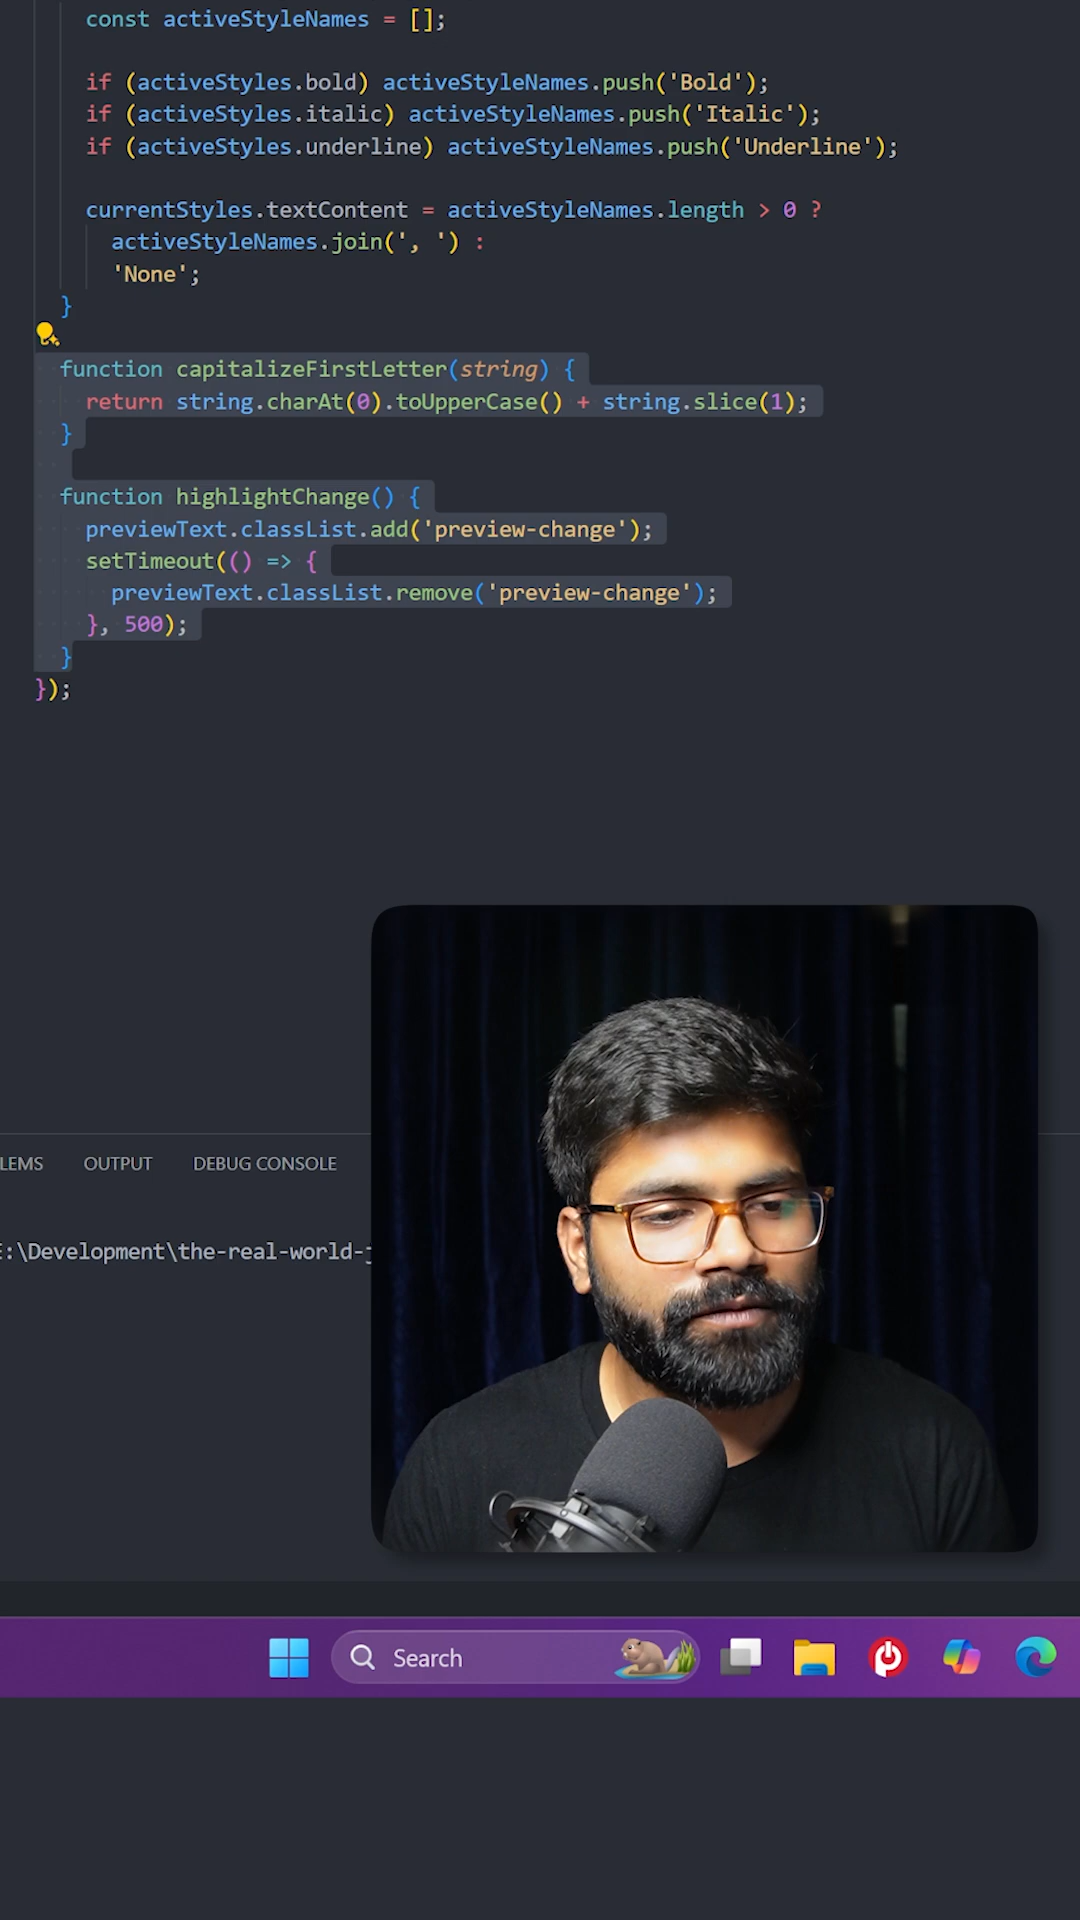 const activeStyleNames = [];
if (activeStyles.bold) activeStyleNames.push('Bold');
if (activeStyles.italic) activeStyleNames.push('Italic');
if (activeStyles.underline) activeStyleNames.push('Underline');
currentStyles.textContent = activeStyleNames.length > 0 ?
activeStyleNames.join(', ') :
'None';
}
function capitalizeFirstLetter(string) {
return string.charAt(0).toUpperCase() + string.slice(1);
}
function highlightChange() {
previewText.classList.add('preview-change');
setTimeout(() => {
previewText.classList.remove('preview-change');
}, 500);
}
});
LEMS OUTPUT DEBUG CONSOLE
E:\Development\the-real-world-j
Search